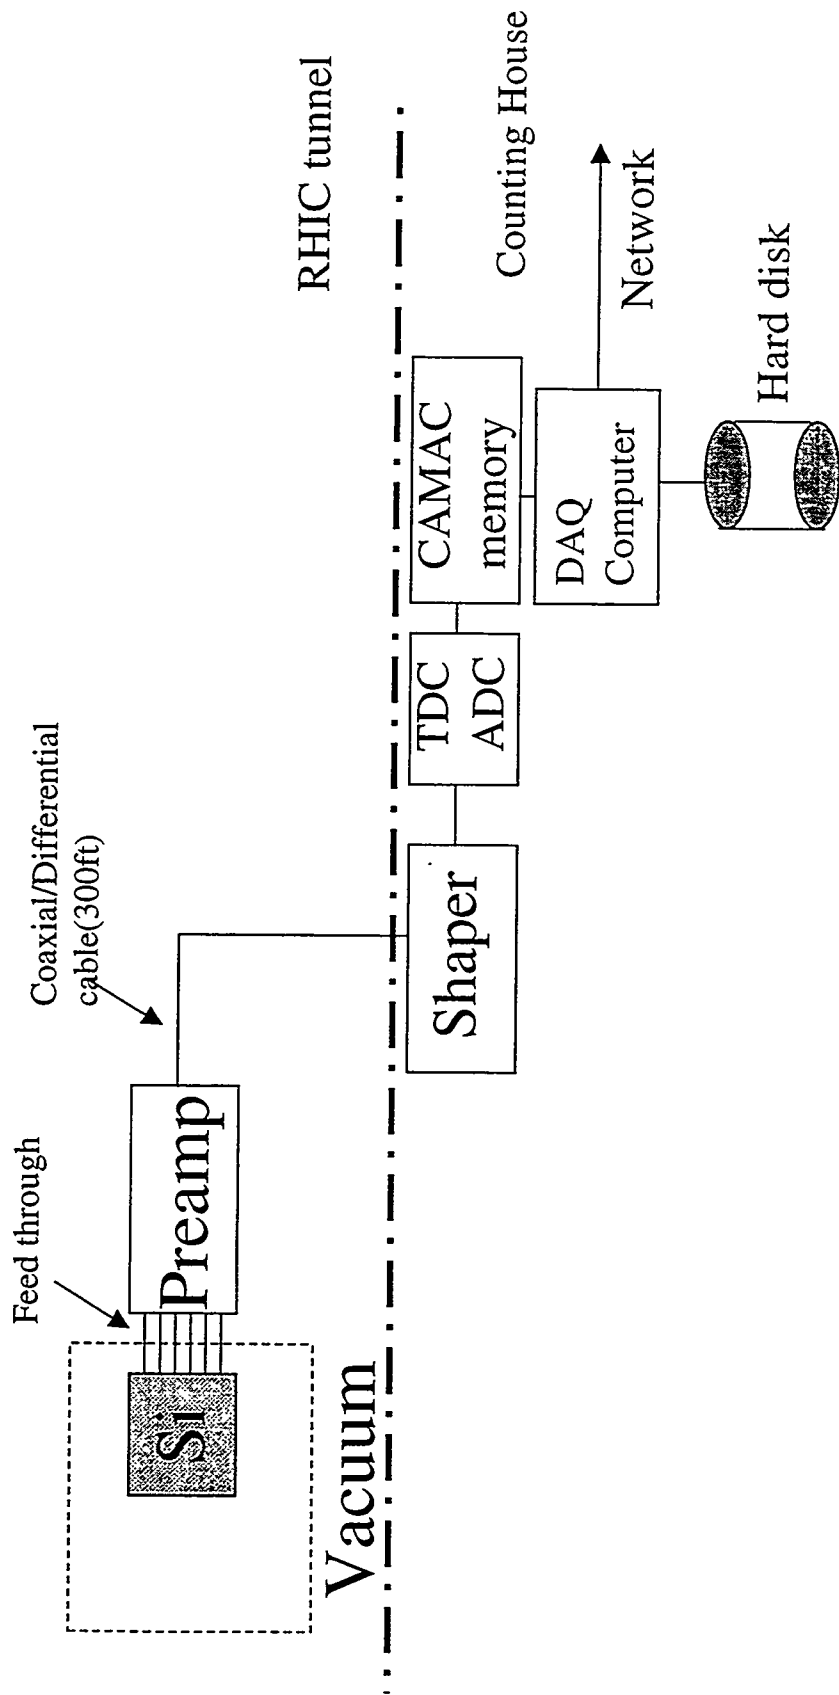 Feed through
Coaxial/Differential
cable(300ft)
Si
Preamp
Vacuum
RHIC tunnel
Shaper
TDC
ADC
CAMAC
memory
Counting House
DAQ
Computer
Network
Hard disk